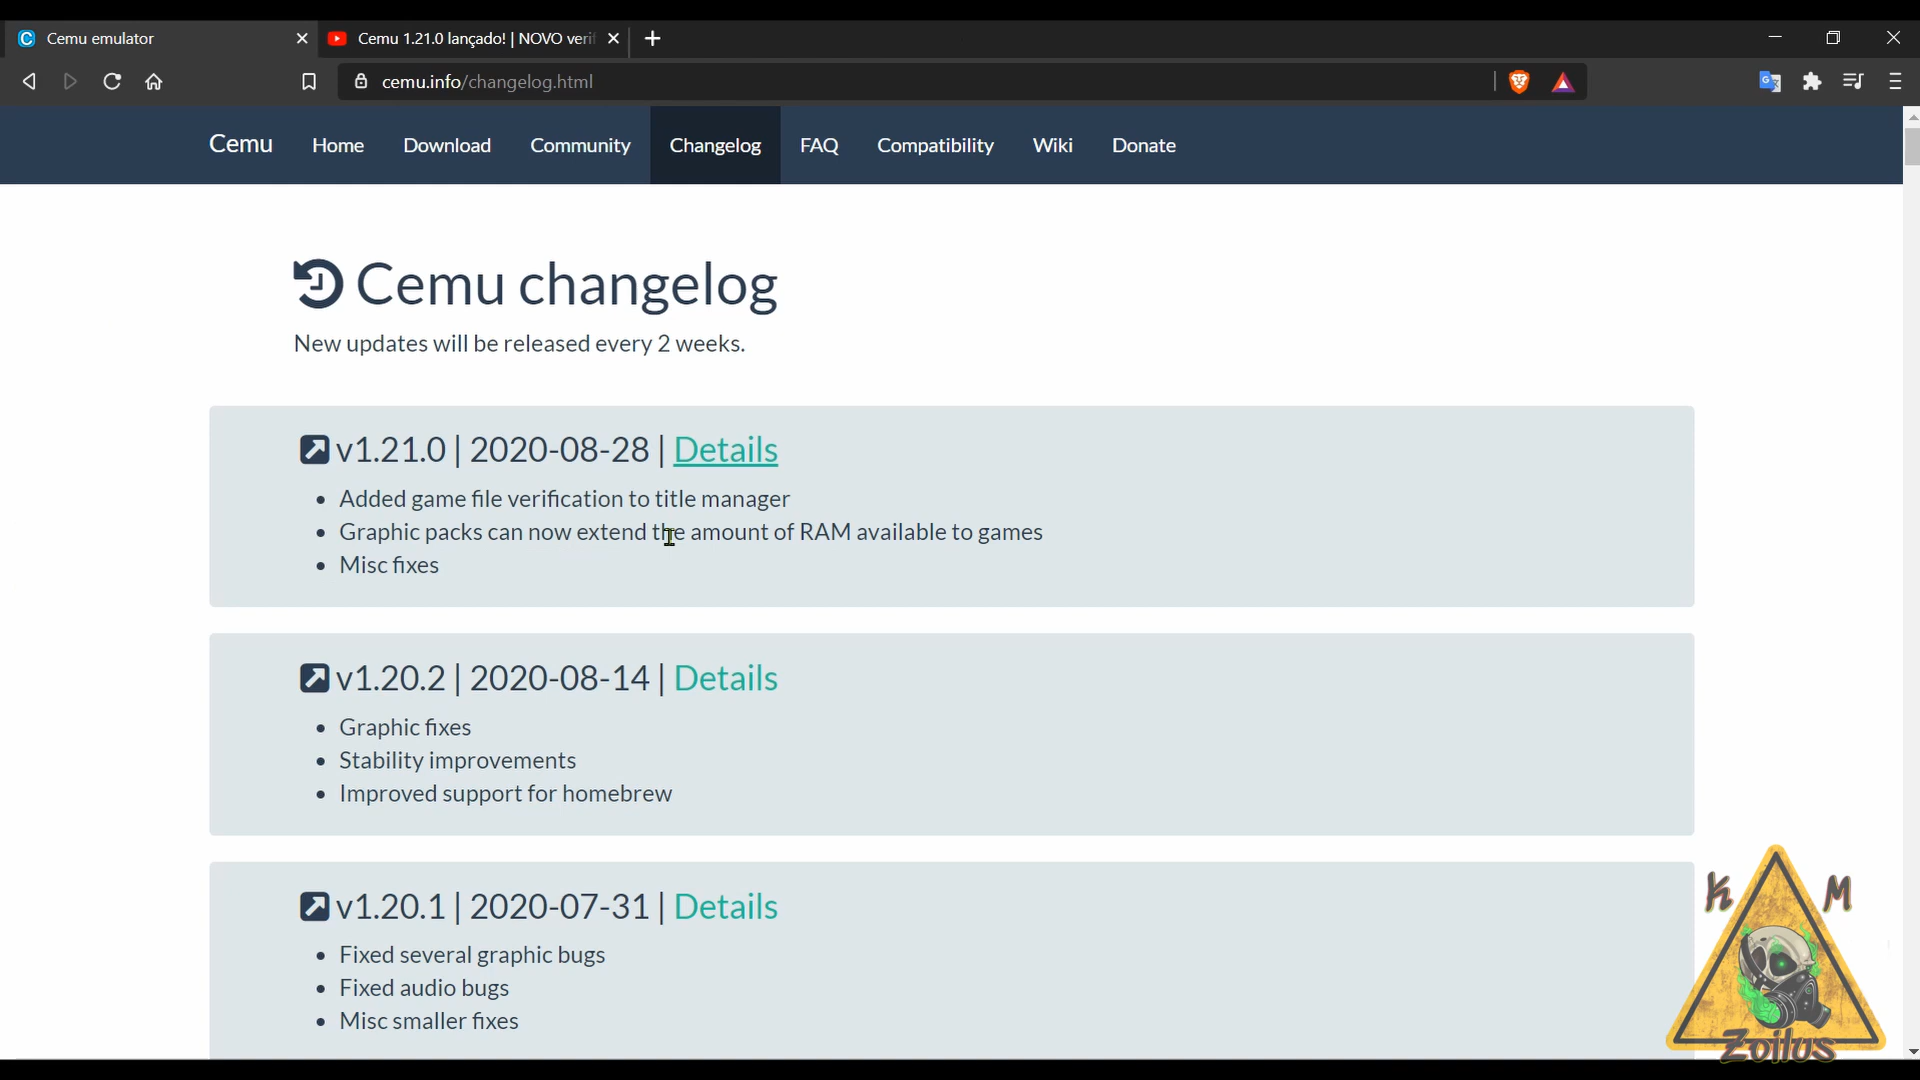 Cemu emulator
Cemu 1.21.0 lançado! | NOVO veri
cemu.info/changelog.html
Cemu Home Download Community Changelog FAQ Compatibility Wiki Donate
Cemu changelog
New updates will be released every 2 weeks.
v1.21.0 | 2020-08-28 | Details
• Added game file verification to title manager
• Graphic packs can now extend the amount of RAM available to games
• Misc fixes
v1.20.2 | 2020-08-14 | Details
• Graphic fixes
• Stability improvements
• Improved support for homebrew
v1.20.1 | 2020-07-31 | Details
• Fixed several graphic bugs
• Fixed audio bugs
• Misc smaller fixes
K M
Zoilus